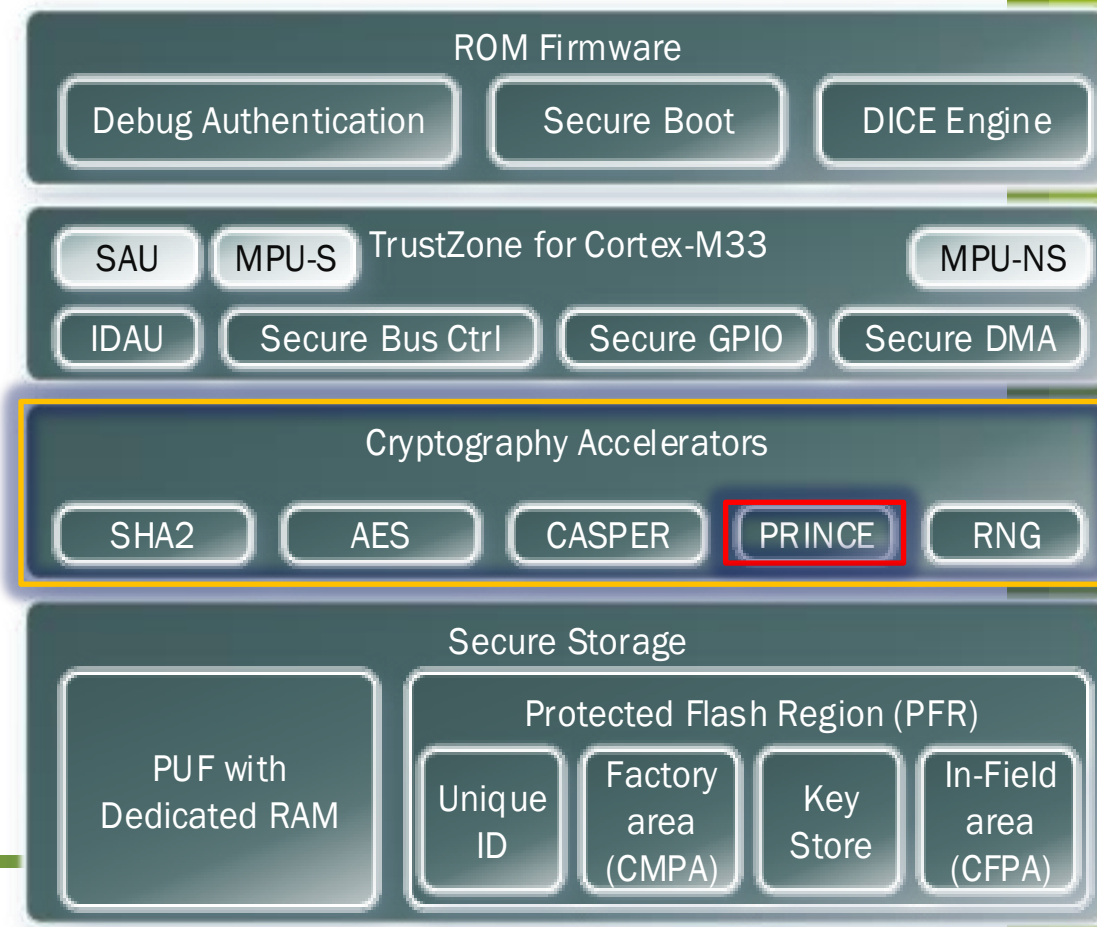 ROM Firmware
Debug Authentication
Secure Boot
DICE Engine
SAU
MPU-S
TrustZone for Cortex-M33
MPU-NS
IDAU
Secure Bus Ctrl
Secure GPIO
Secure DMA
Cryptography Accelerators
SHA2
AES
CASPER
PRINCE
RNG
Secure Storage
PUF with
Dedicated RAM
Protected Flash Region (PFR)
Unique
ID
Factory
area
(CMPA)
Key
Store
In-Field
area
(CFPA)